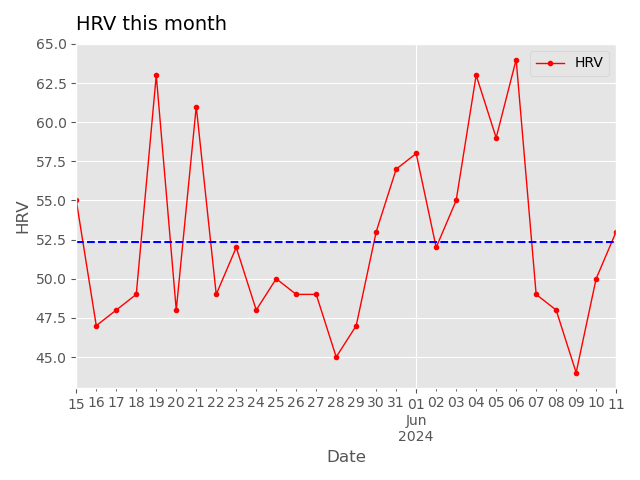 HRV this month
HRV
65.0
62.5
60.0
57.5
55.0
52.5
50.0
47.5
45.0
HRV
15 16 17 18 19 20 21 22 23 24 25 26 27 28 29 30 31 01 02 03 04 05 06 07 08 09 10 11
Jun
2024
Date